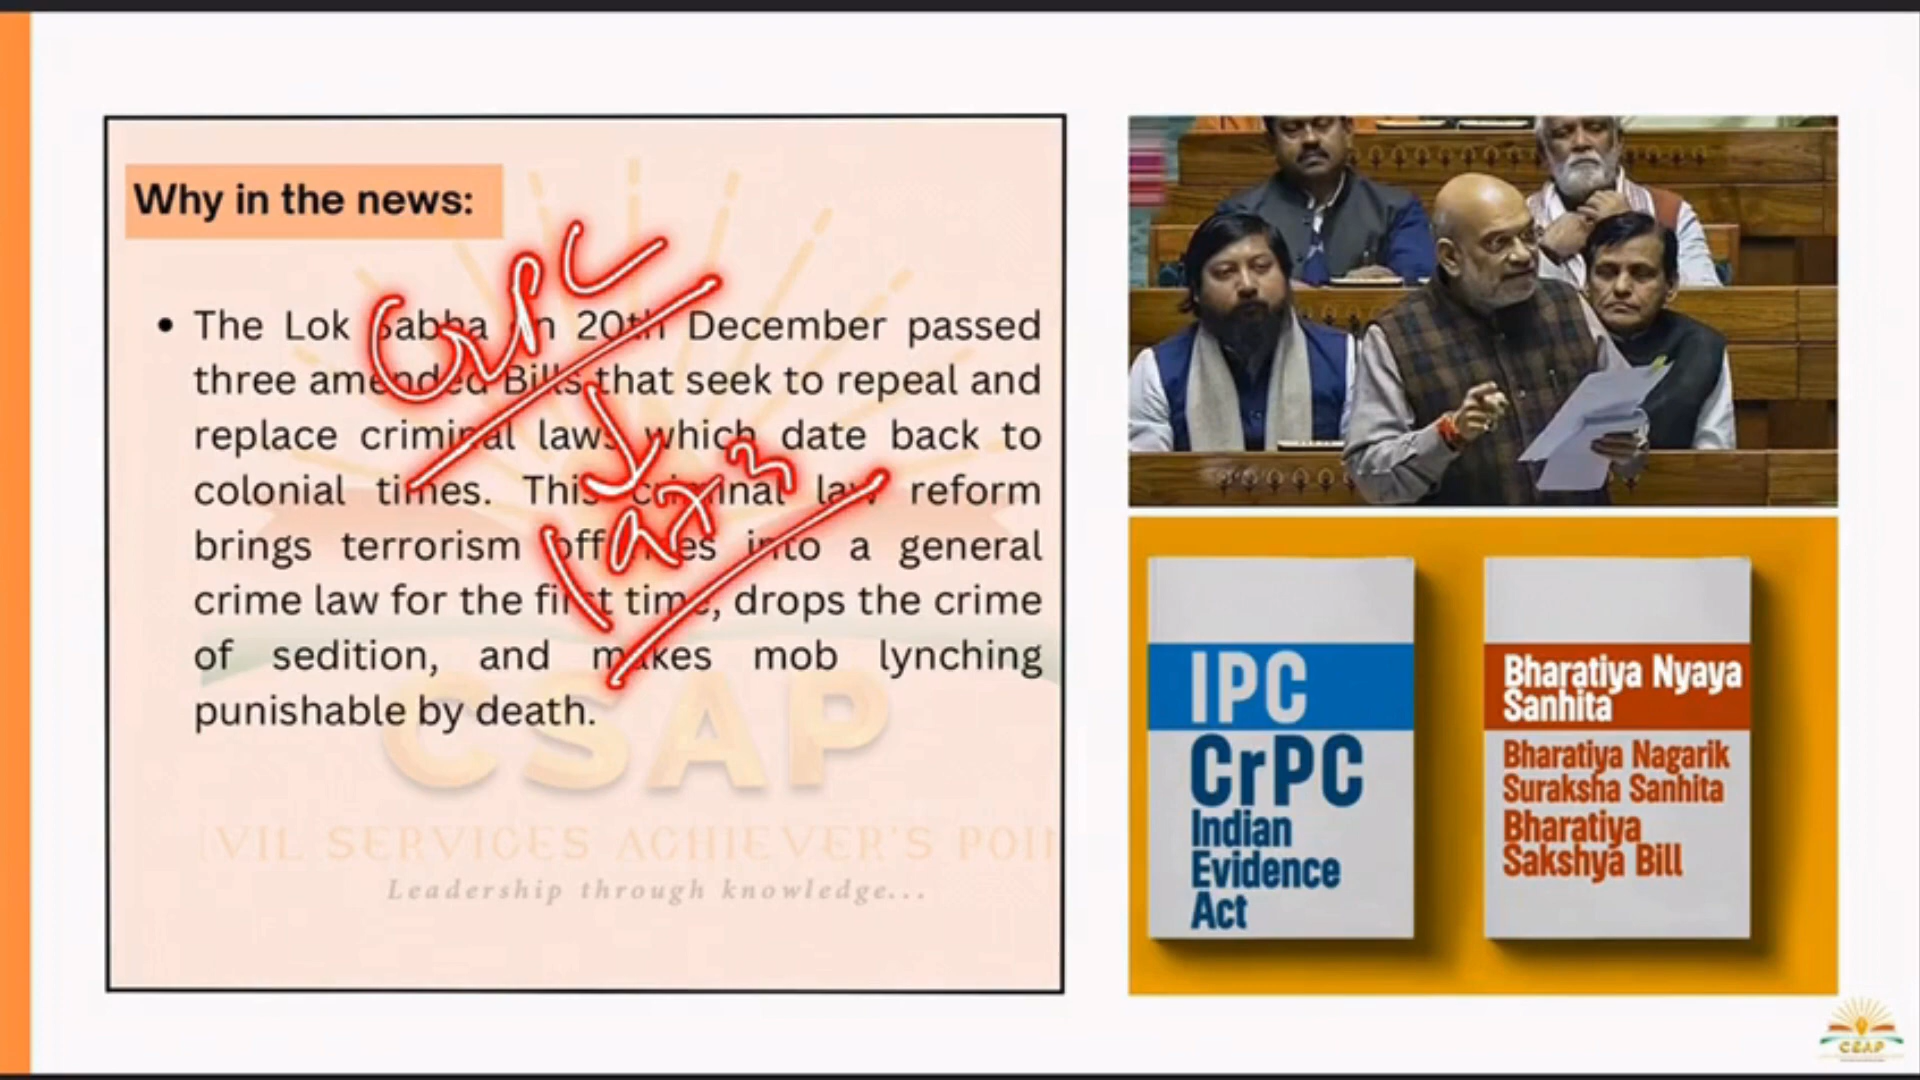 Why in the news:
• The Lok Sabha on 20th December passed
three amended Bills that seek to repeal and
replace criminal laws which date back to
colonial times. This criminal law reform
brings terrorism offences into a general
crime law for the first time, drops the crime
of sedition, and makes mob lynching
punishable by death.
CrPC
1973
CSAP
IVIL SERVICES ACHIEVER'S POIN
Leadership through knowledge...
IPC
CrPC
Indian
Evidence
Act
Bharatiya Nyaya
Sanhita
Bharatiya Nagarik
Suraksha Sanhita
Bharatiya
Sakshya Bill
CSAP